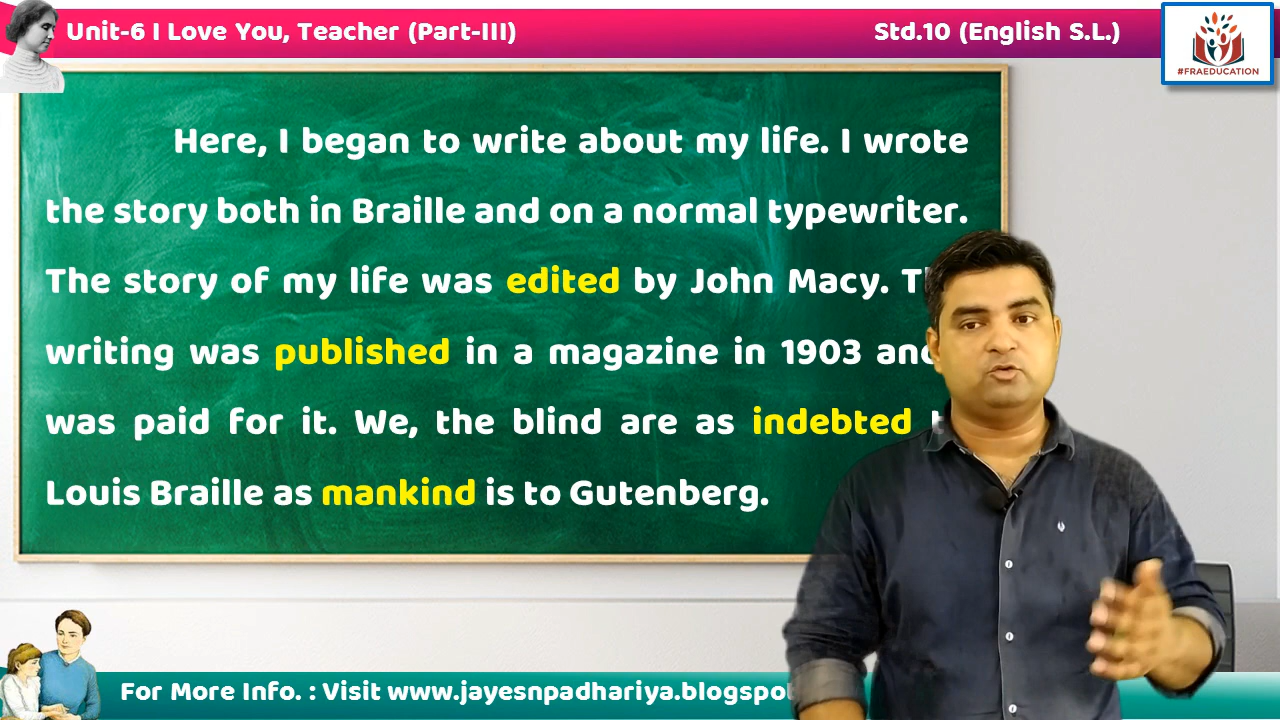 Unit-6 I Love You, Teacher (Part-III)
Std.10 (English S.L.)
#FRAEDUCATION
Here, I began to write about my life. I wrote
the story both in Braille and on a normal typewriter.
The story of my life was edited by John Macy.
writing was published in a magazine in 1903 and
was paid for it. We, the blind are as indebted
Louis Braille as mankind is to Gutenberg.
For More Info. : Visit www.jayesnpadhariya.blogspo